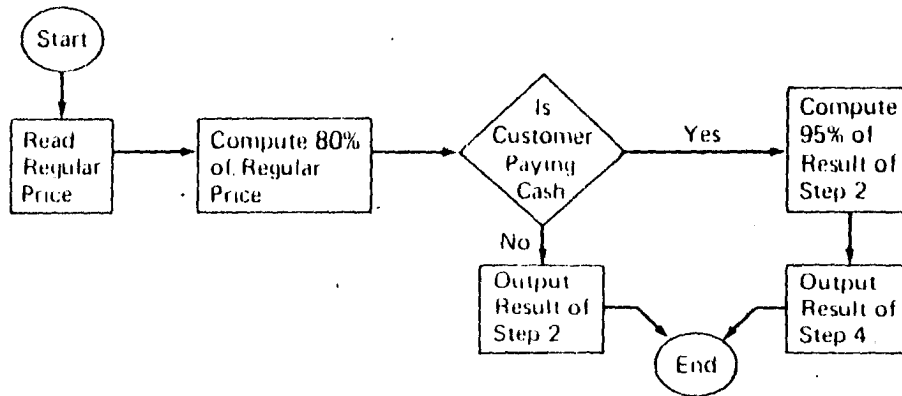 Start
Read
Regular
Price
Compute 80%
of. Regular
Price
Is
Customer
Paying
Cash
Yes
Compute
95% of
Result of
Step 2
No
Output
Result of
Step 2
Output
Result of
Step 4
End